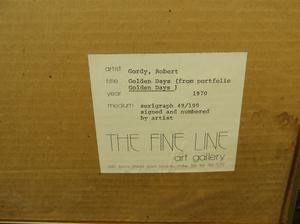 artist Gordy, Robert
title Golden Days (from portfolio
Golden Days )
year 1970
medium serigraph 49/100
signed and numbered
by artist
THE FINE LINE
art gallery